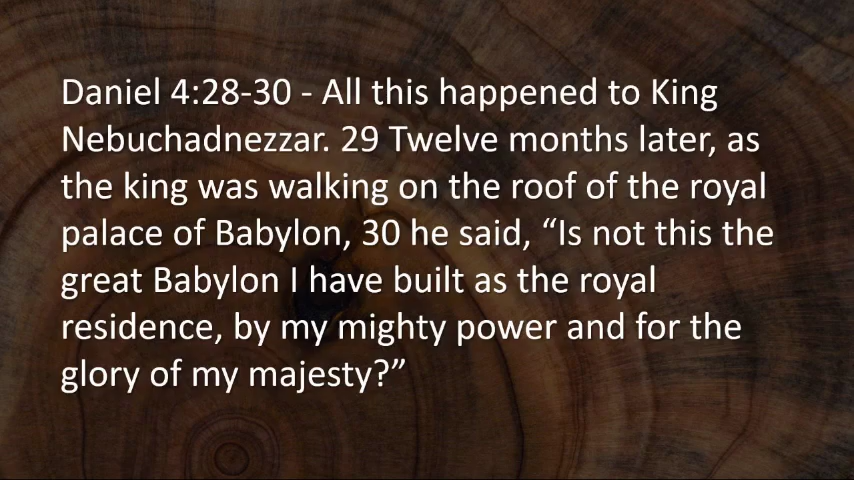 Daniel 4:28-30 - All this happened to King
Nebuchadnezzar. 29 Twelve months later, as
the king was walking on the roof of the royal
palace of Babylon, 30 he said, “Is not this the
great Babylon I have built as the royal
residence, by my mighty power and for the
glory of my majesty?”